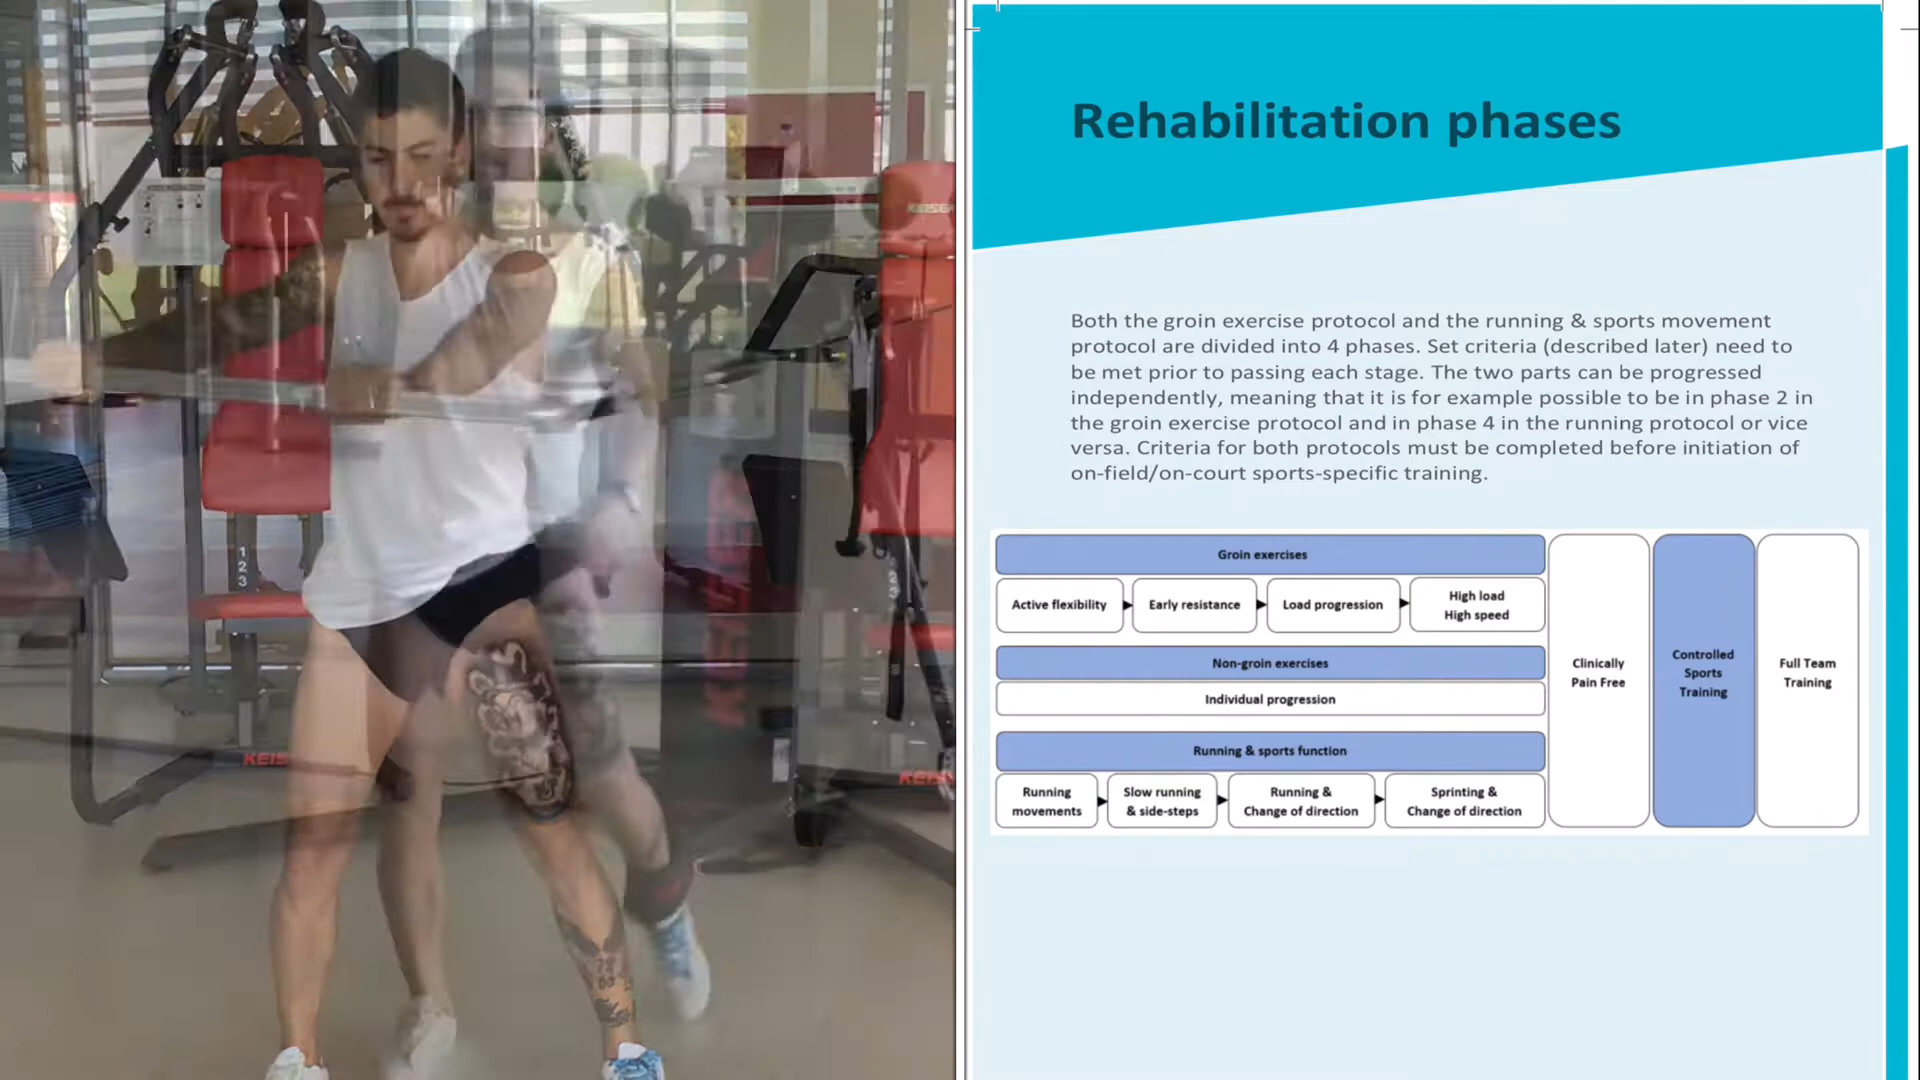 1
2
3
KEISER
KEISER
Rehabilitation phases
Both the groin exercise protocol and the running & sports movement
protocol are divided into 4 phases. Set criteria (described later) need to
be met prior to passing each stage. The two parts can be progressed
independently, meaning that it is for example possible to be in phase 2 in
the groin exercise protocol and in phase 4 in the running protocol or vice
versa. Criteria for both protocols must be completed before initiation of
on-field/on-court sports-specific training.
Groin exercises
Active flexibility
Early resistance
Load progression
High load
High speed
Non-groin exercises
Individual progression
Running & sports function
Running
movements
Slow running
& side-steps
Running &
Change of direction
Sprinting &
Change of direction
Clinically
Pain Free
Controlled
Sports
Training
Full Team
Training